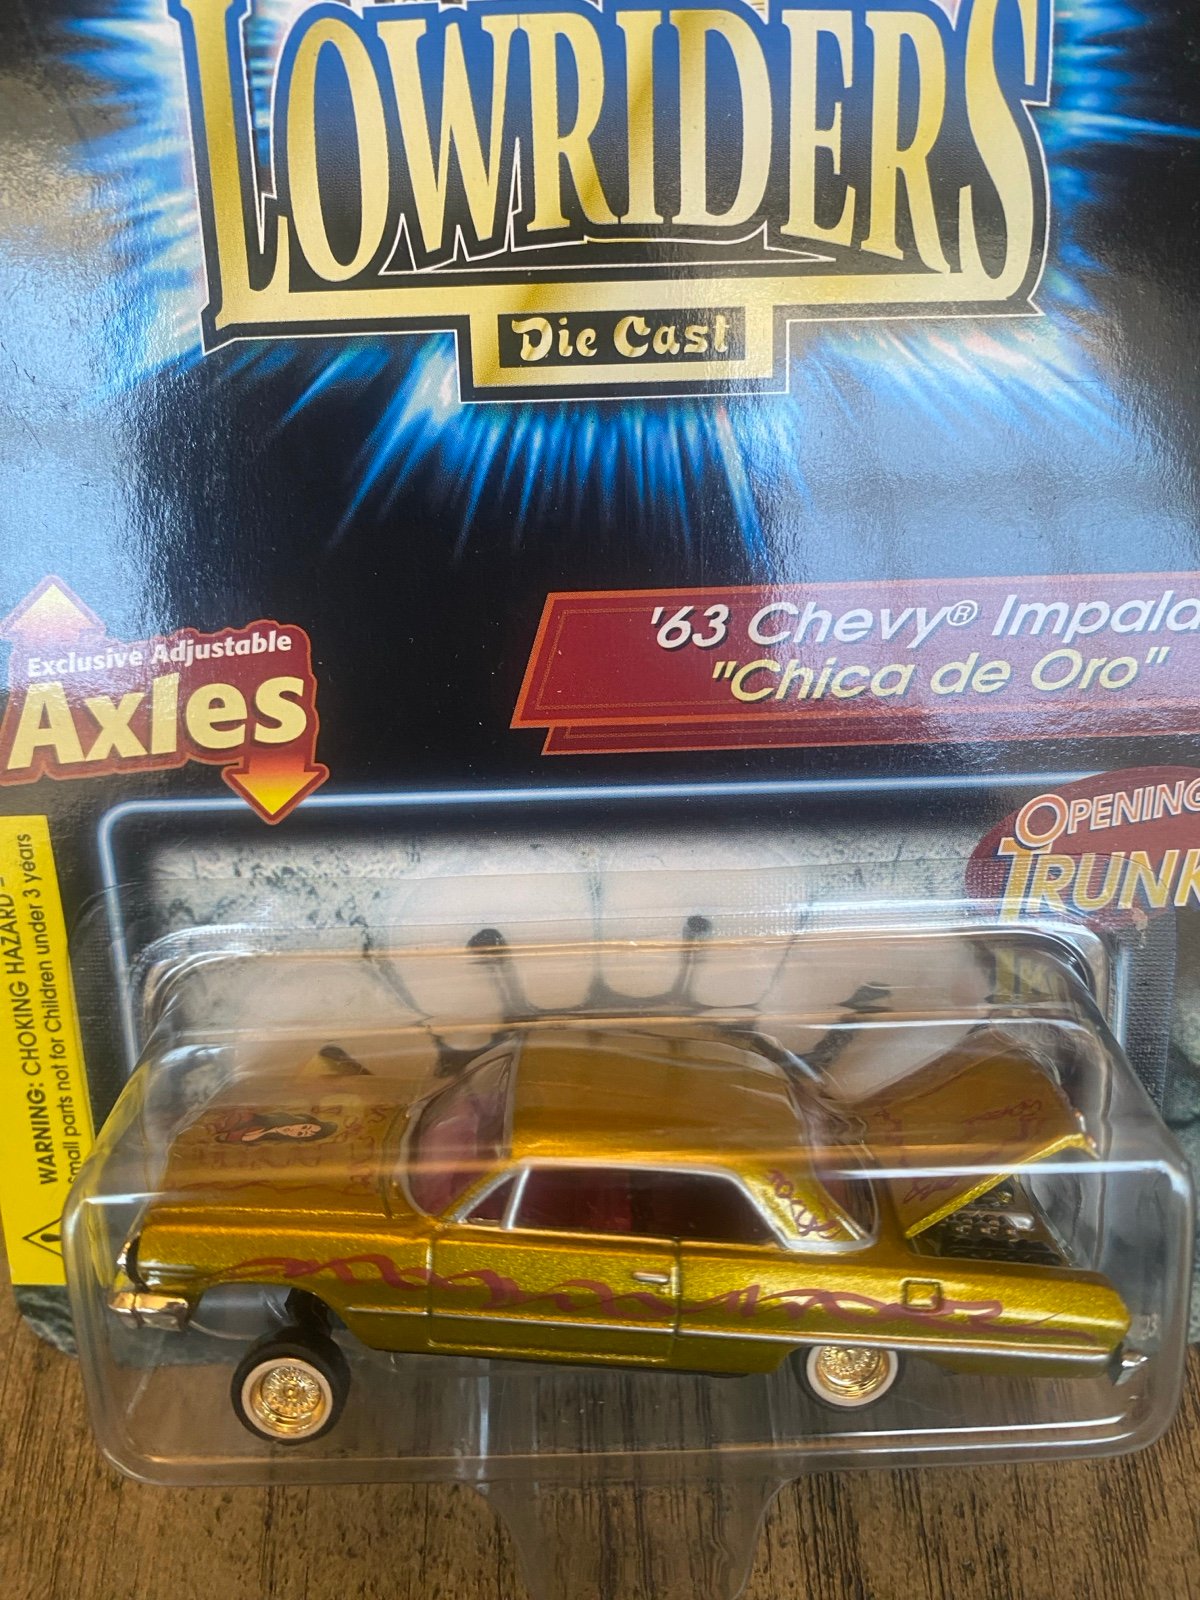 LOWRIDERS
Die Cast
'63 Chevy® Impala
"Chica de Oro"
Exclusive Adjustable
Axles
OPENING
TRUNK
WARNING: CHOKING HAZARD –
small parts not for Children under 3 years